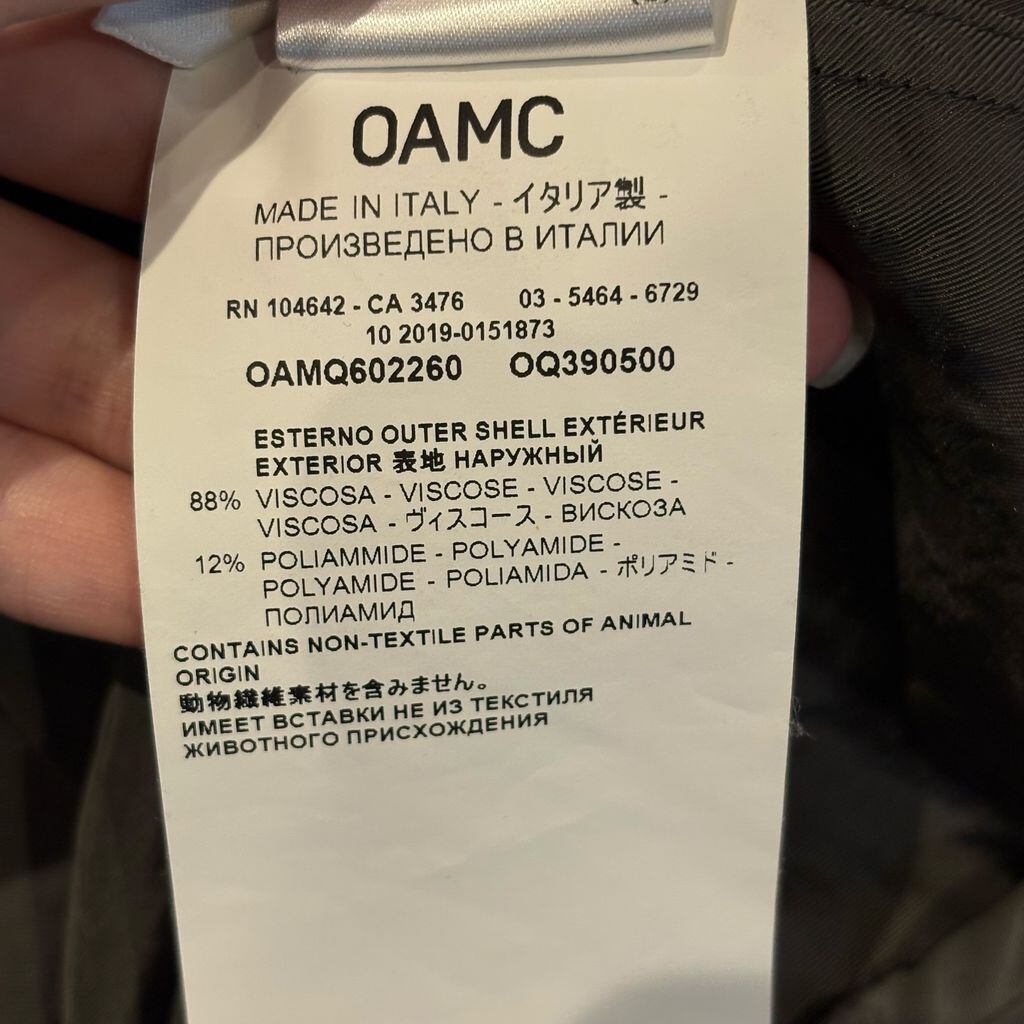 OAMC
MADE IN ITALY - イタリア製 -
ПРОИЗВЕДЕНО В ИТАЛИИ
RN 104642 - CA 3476 03 - 5464 - 6729
10 2019-0151873
OAMQ602260 OQ390500
ESTERNO OUTER SHELL EXTÉRIEUR
EXTERIOR 表地 НАРУЖНЫЙ
88% VISCOSA - VISCOSE - VISCOSE -
VISCOSA - ヴィスコース - ВИСКОЗА
12% POLIAMMIDE - POLYAMIDE -
POLYAMIDE - POLIAMIDA - ポリアミド -
ПОЛИАМИД
CONTAINS NON-TEXTILE PARTS OF ANIMAL
ORIGIN
動物繊維素材を含みません。
ИМЕЕТ ВСТАВКИ НЕ ИЗ ТЕКСТИЛЯ
ЖИВОТНОГО ПРИСХОЖДЕНИЯ